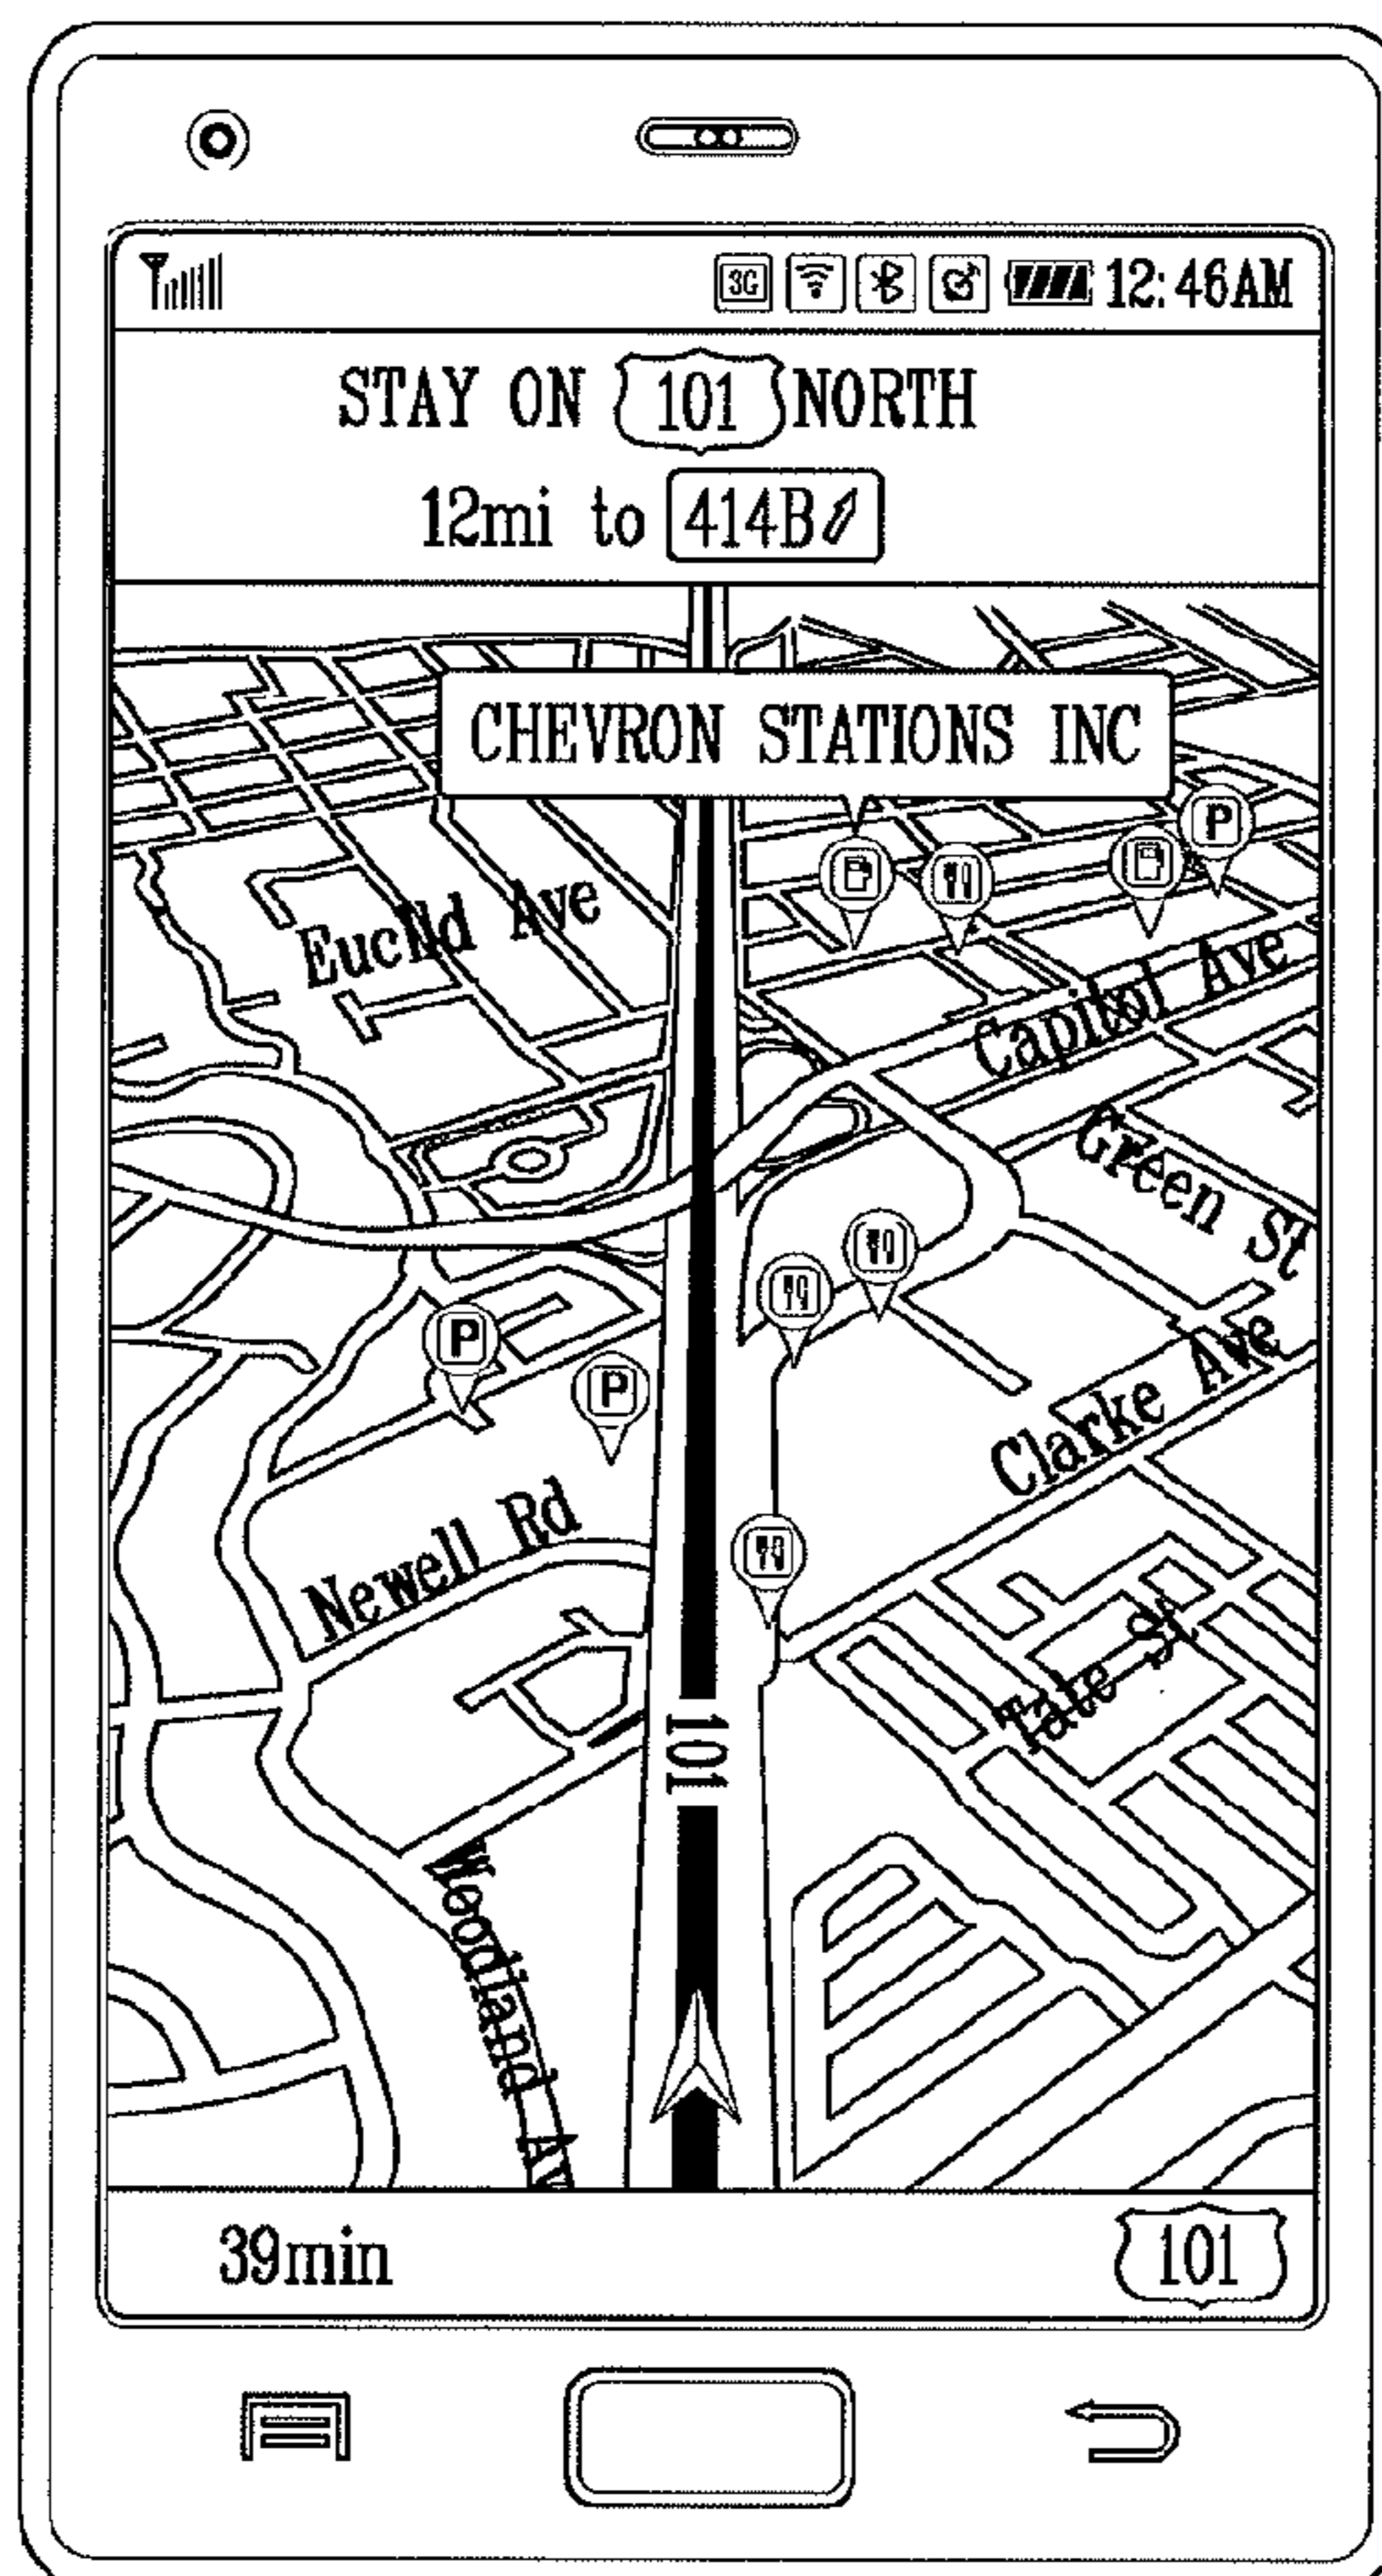 3G 12:46AM
STAY ON 101 NORTH
12mi to 414B
CHEVRON STATIONS INC
P
Euclid Ave
Capitol Ave
Green St
P
P
Clarke Ave
Newell Rd
Tate St
101
Woodland Av
39min 101